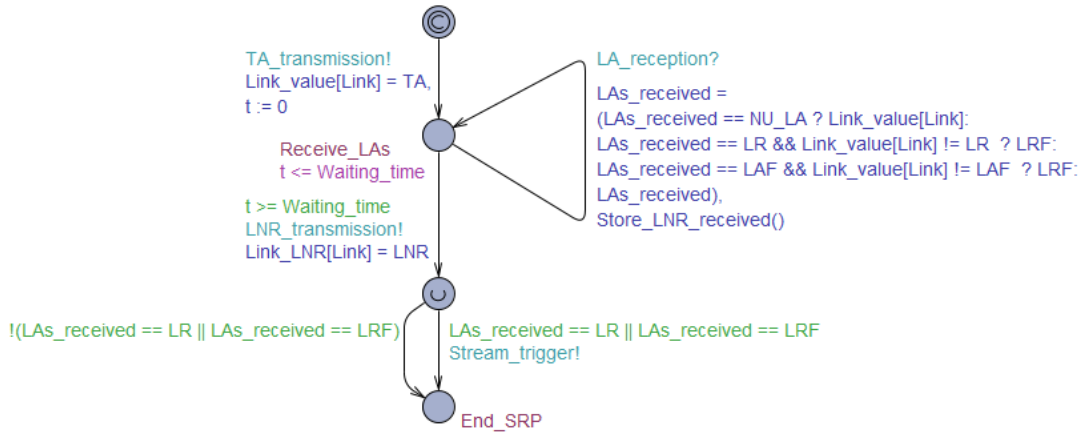 TA_transmission!
Link_value[Link] = TA,
t := 0
LA_reception?
LAs_received =
(LAs_received == NU_LA ? Link_value[Link]:
LAs_received == LR && Link_value[Link] != LR ? LRF:
LAs_received == LAF && Link_value[Link] != LAF ? LRF:
LAs_received),
Store_LNR_received()
Receive_LAs
t <= Waiting_time
t >= Waiting_time
LNR_transmission!
Link_LNR[Link] = LNR
!(LAs_received == LR || LAs_received == LRF)
LAs_received == LR || LAs_received == LRF
Stream_trigger!
End_SRP